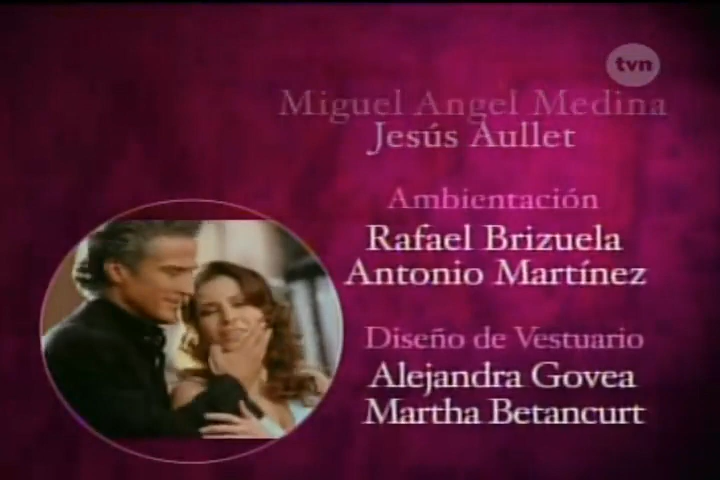 tvn
Miguel Angel Medina
Jesús Aullet
Ambientación
Rafael Brizuela
Antonio Martínez
Diseño de Vestuario
Alejandra Govea
Martha Betancurt